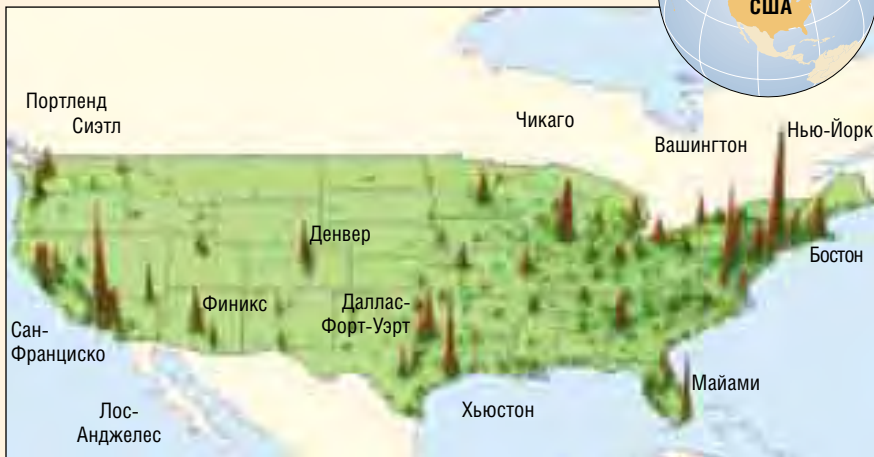 США
Портленд
Сиэтл
Чикаго
Вашингтон
Нью-Йорк
Денвер
Бостон
Финикс
Даллас-
Форт-Уэрт
Сан-
Франциско
Майами
Лос-
Анджелес
Хьюстон